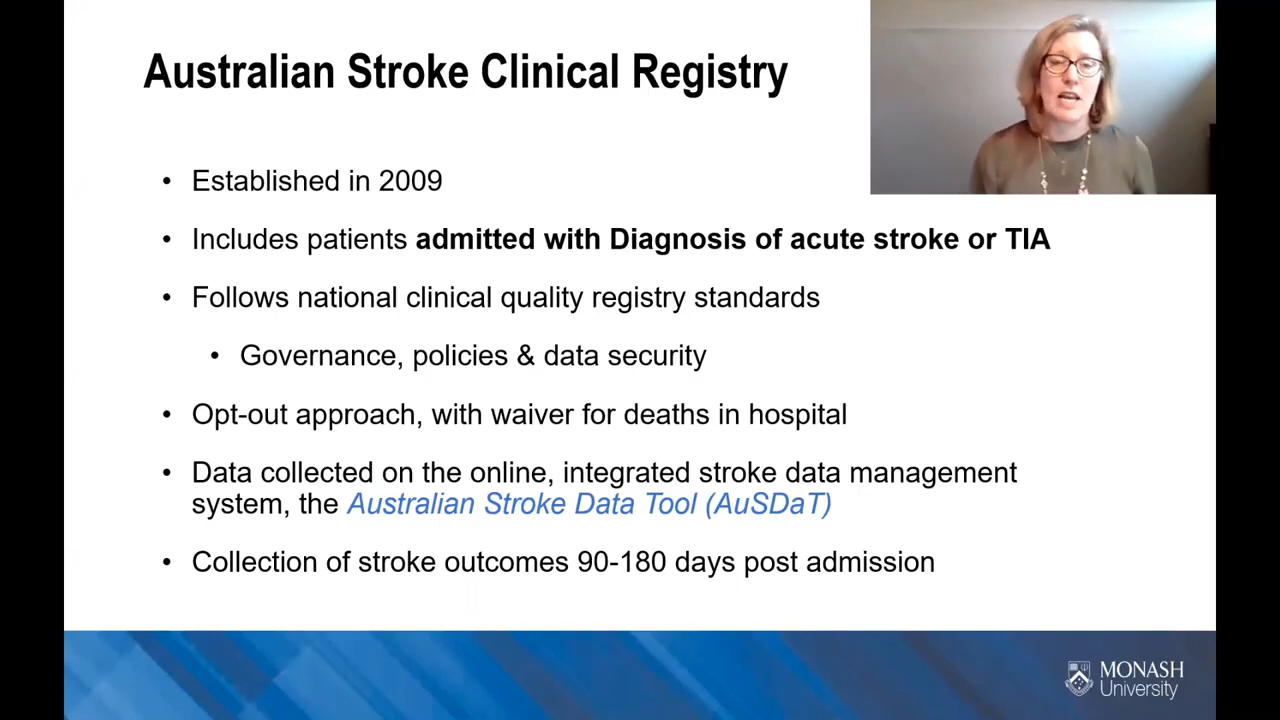 Australian Stroke Clinical Registry
• Established in 2009
• Includes patients admitted with Diagnosis of acute stroke or TIA
• Follows national clinical quality registry standards
• Governance, policies & data security
• Opt-out approach, with waiver for deaths in hospital
• Data collected on the online, integrated stroke data management
system, the Australian Stroke Data Tool (AuSDaT)
• Collection of stroke outcomes 90-180 days post admission
MONASH
University